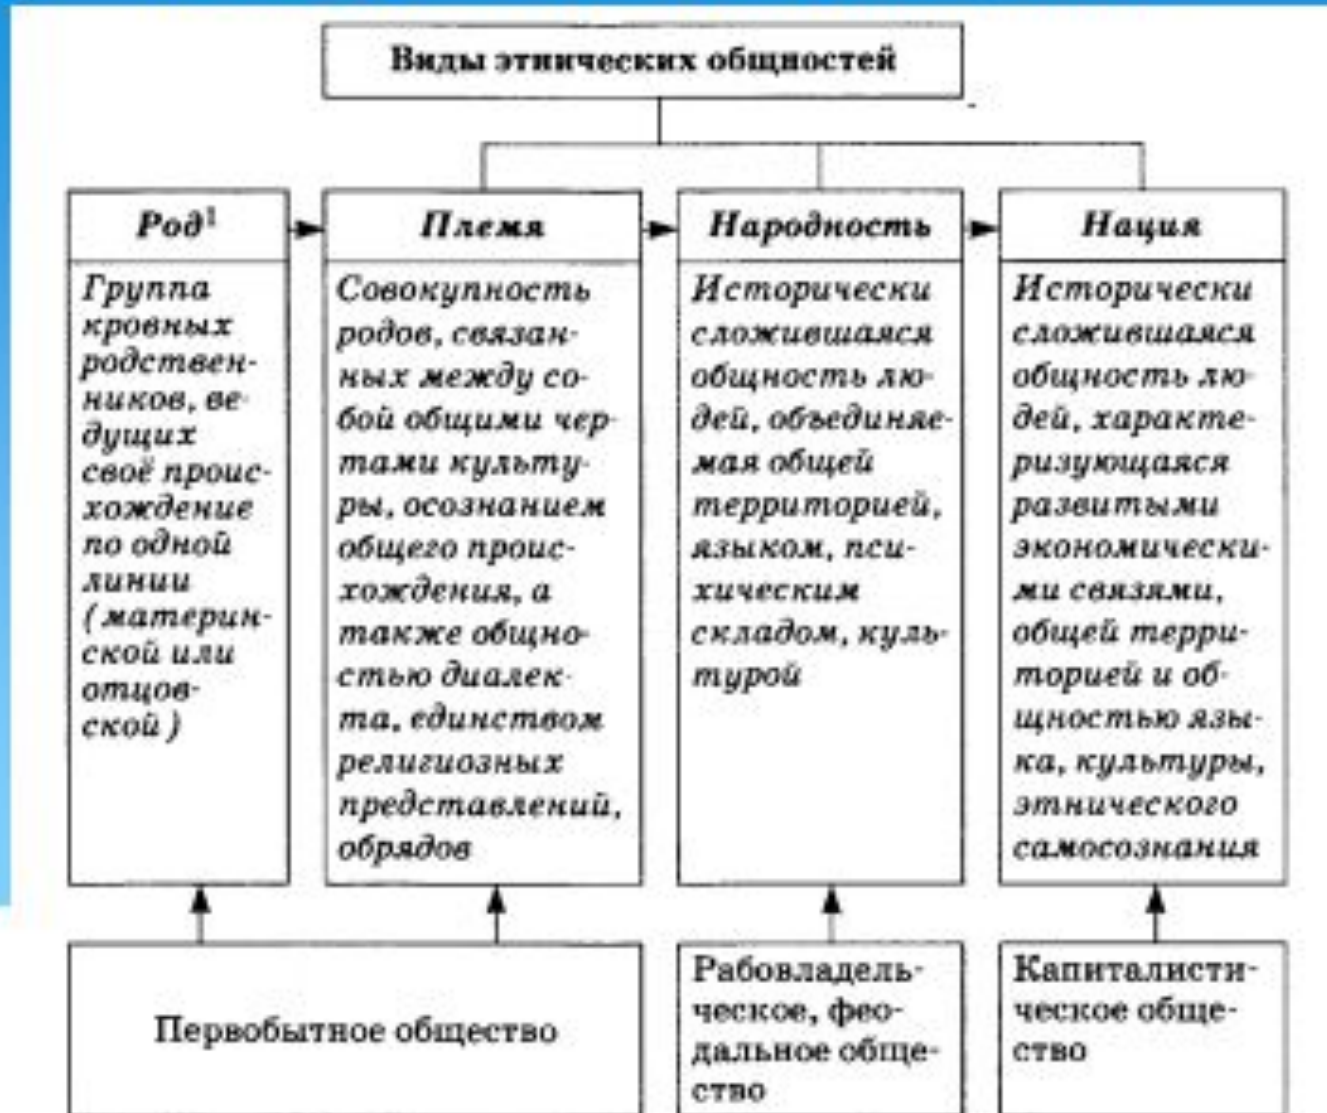 Виды этнических общностей
Род¹
Группа
кровных
родствен-
ников, ве-
дущих
своё проис-
хождение
по одной
линии
(материн-
ской или
отцов-
ской)
Племя
Совокупность
родов, связан-
ных между со-
бой общими чер-
тами культу-
ры, осознанием
общего проис-
хождения, а
также общно-
стью диалек-
та, единством
религиозных
представлений,
обрядов
Народность
Исторически
сложившаяся
общность лю-
дей, объединяе-
мая общей
территорией,
языком, пси-
хическим
складом, куль-
турой
Нация
Исторически
сложившаяся
общность лю-
дей, характе-
ризующаяся
развитыми
экономически-
ми связями,
общей терри-
торией и об-
щностью язы-
ка, культуры,
этнического
самосознания
Первобытное общество
Рабовладель-
ческое, фео-
дальное обще-
ство
Капиталисти-
ческое обще-
ство